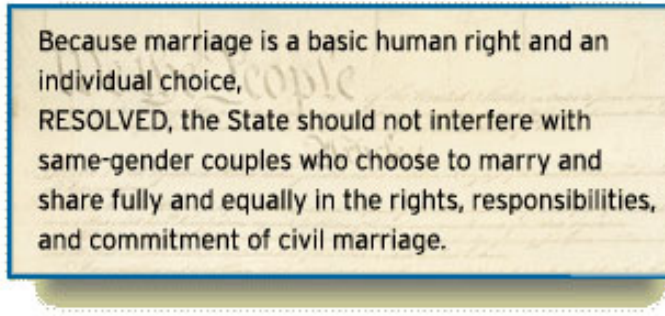 Because marriage is a basic human right and an
individual choice,
RESOLVED, the State should not interfere with
same-gender couples who choose to marry and
share fully and equally in the rights, responsibilities,
and commitment of civil marriage.